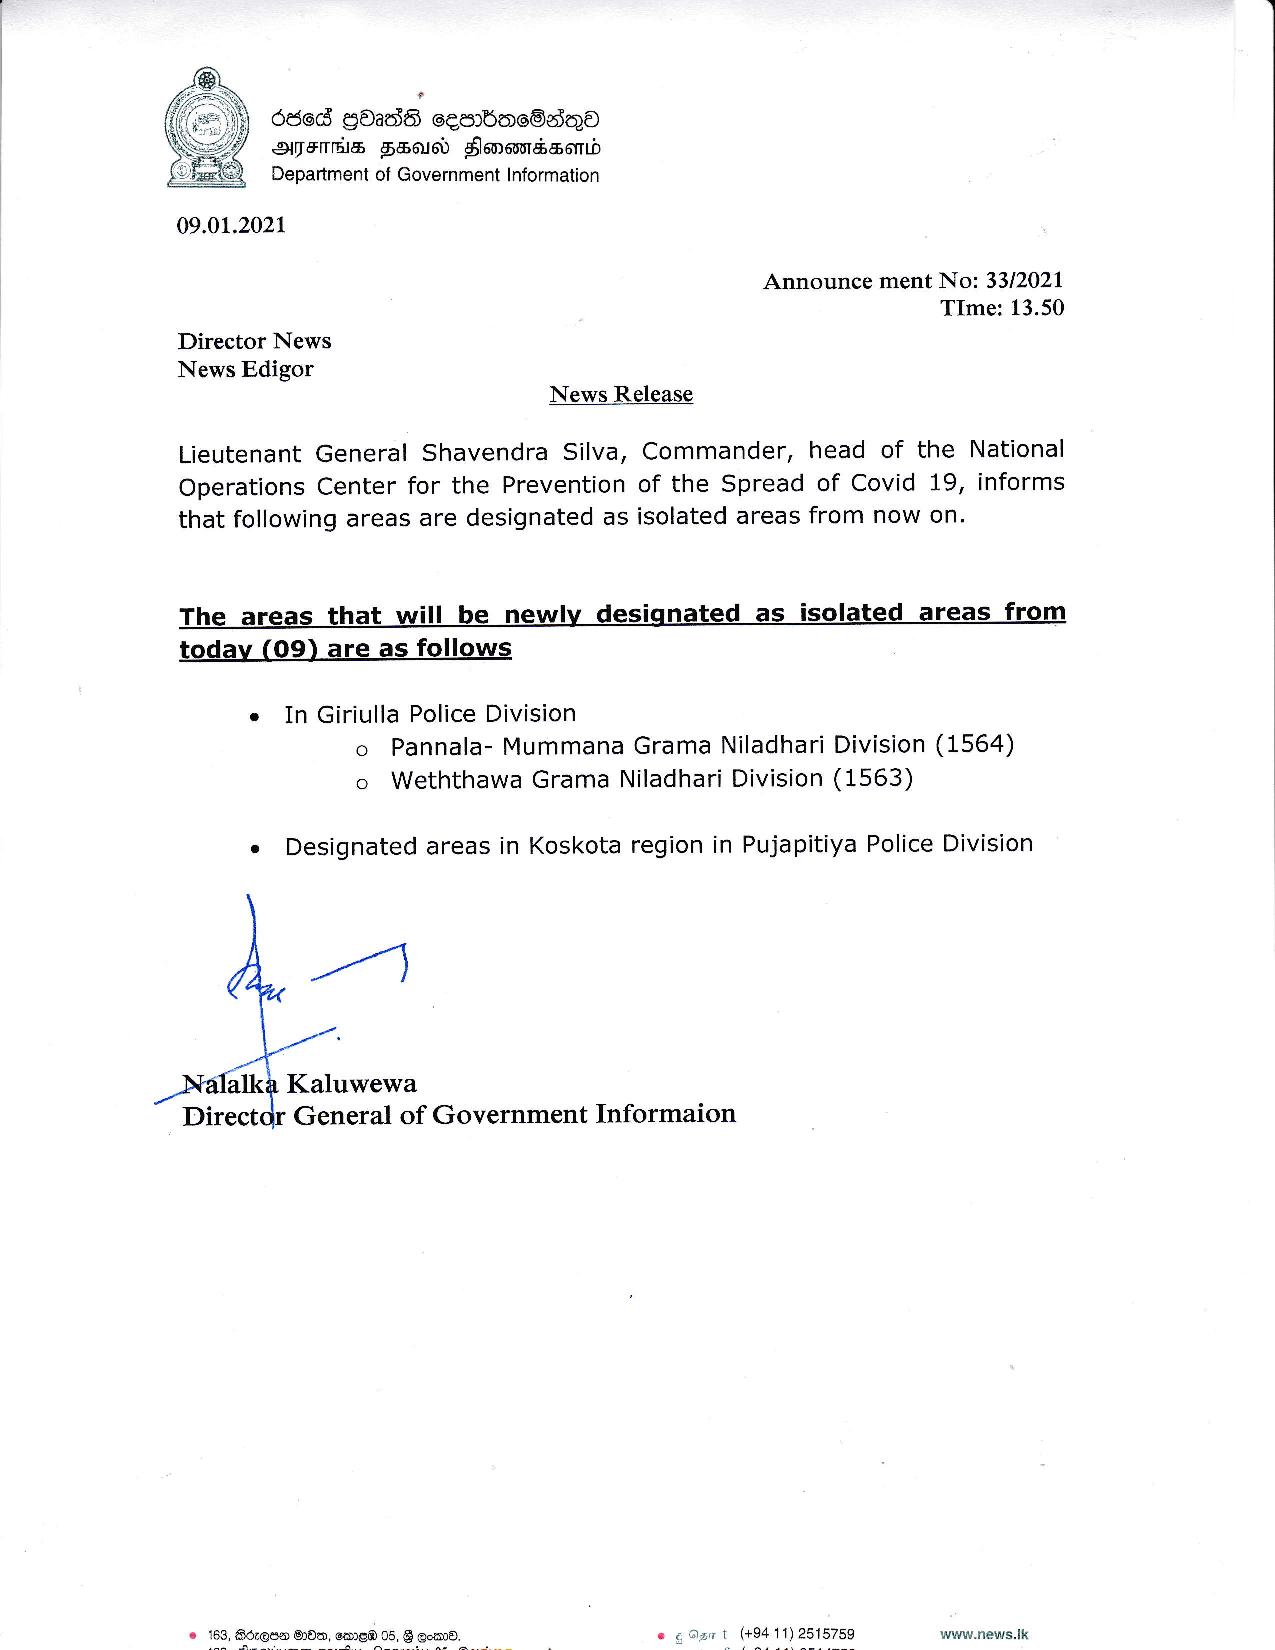 රජයේ ප්‍රවෘත්ති දෙපාර්තමේන්තුව
அரசாங்க தகவல் திணைக்களம்
Department of Government Information
09.01.2021
Announce ment No: 33/2021
TIme: 13.50
Director News
News Edigor
News Release
Lieutenant General Shavendra Silva, Commander, head of the National
Operations Center for the Prevention of the Spread of Covid 19, informs
that following areas are designated as isolated areas from now on.
The areas that will be newly designated as isolated areas from
today (09) are as follows
• In Giriulla Police Division
o Pannala- Mummana Grama Niladhari Division (1564)
o Weththawa Grama Niladhari Division (1563)
• Designated areas in Koskota region in Pujapitiya Police Division
Nalalka Kaluwewa
Director General of Government Informaion
• 163, කිරුලපන මාවත, කොළඹ 05, ශ්‍රී ලංකාව.
• දු தொ t (+94 11) 2515759
www.news.lk